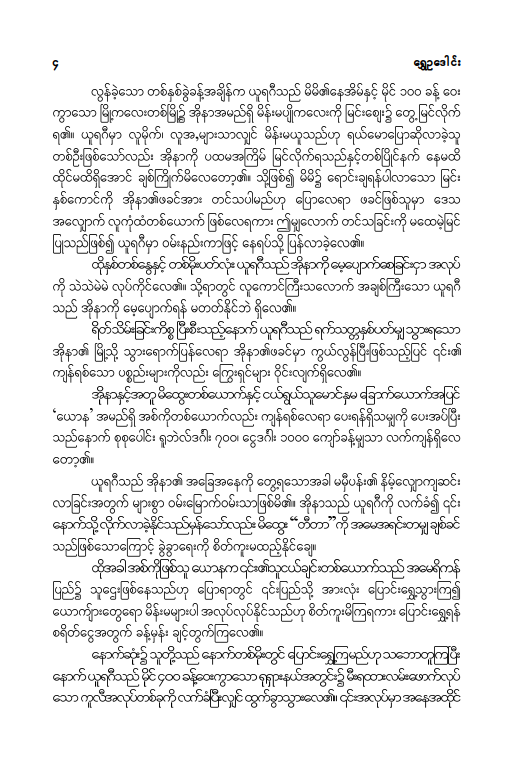 ၄ ရွှေဥဒေါင်း
လွန်ခဲ့သော တစ်နှစ်ခွဲခန့်အချိန်က ယူရဂီသည် မိမိ၏နေအိမ်နှင့် မိုင် ၁၀၀ ခန့် ဝေး
ကွာသော မြို့ကလေးတစ်မြို့၌ အိုနာအမည်ရှိ မိန်းမပျိုကလေးကို မြင်းဈေး၌ တွေ့မြင်လိုက်
ရ၏။ ယူရဂီမှာ လူမိုက်၊ လူအများသာလျှင် မိန်းမယူသည်ဟု ရယ်မောပြောဆိုလာခဲ့သူ
တစ်ဦးဖြစ်သော်လည်း အိုနာကို ပထမအကြိမ် မြင်လိုက်ရသည်နှင့်တစ်ပြိုင်နက် နေမထိ
ထိုင်မထိရှိအောင် ချစ်ကြိုက်မိလေတော့၏။ သို့ဖြစ်၍ မိမိ၌ ရောင်းချရန်ပါလာသော မြင်း
နှစ်ကောင်ကို အိုနာ၏ဖခင်အား တင်သပါမည်ဟု ပြောလေရာ ဖခင်ဖြစ်သူမှာ ဒေသ
အလျှောက် လူကုံထံတစ်ယောက် ဖြစ်လေရကား ဤမျှလောက် တင်သခြင်းကို မထေမဲ့မြင်
ပြုသည်ဖြစ်၍ ယူရဂီမှာ ဝမ်းနည်းကာဖြင့် နေရပ်သို့ ပြန်လာခဲ့လေ၏။
ထိုနှစ်တစ်နွေနှင့် တစ်မိုးပတ်လုံး ယူရဂီသည် အိုနာကို မေ့ပျောက်စေခြင်းငှာ အလုပ်
ကို သဲသဲမဲမဲ လုပ်ကိုင်လေ၏။ သို့ရာတွင် လူကောင်ကြီးသလောက် အချစ်ကြီးသော ယူရဂီ
သည် အိုနာကို မေ့ပျောက်ရန် မတတ်နိုင်ဘဲ ရှိလေ၏။
ရိတ်သိမ်းခြင်းကိစ္စ ပြီးစီးသည့်နောက် ယူရဂီသည် ရက်သတ္တနှစ်ပတ်မျှ သွားရသော
အိုနာ၏ မြို့သို့ သွားရောက်ပြန်လေရာ အိုနာ၏ဖခင်မှာ ကွယ်လွန်ပြီးဖြစ်သည့်ပြင် ၎င်း၏
ကျန်ရစ်သော ပစ္စည်းများကိုလည်း ကြွေးရှင်များ ဝိုင်းလျက်ရှိလေ၏။
အိုနာနှင့်အတူ မိထွေးတစ်ယောက်နှင့် ငယ်ရွယ်သူမောင်နှမ ခြောက်ယောက်အပြင်
‘ယောန’ အမည်ရှိ အစ်ကိုတစ်ယောက်လည်း ကျန်ရစ်လေရာ ပေးရန်ရှိသမျှကို ပေးအပ်ပြီး
သည်နောက် စုစုပေါင်း ရူဘဲလ်ဒင်္ဂါး ၇၀၀၊ ငွေဒင်္ဂါး ၁၀၀၀ ကျော်ခန့်မျှသာ လက်ကျန်ရှိလေ
တော့၏။
ယူရဂီသည် အိုနာ၏ အခြေအနေကို တွေ့ရသောအခါ မမှီပန်း၏ နိမ့်လျှောကျဆင်း
လာခြင်းအတွက် များစွာ ဝမ်းမြောက်ဝမ်းသာဖြစ်မိ၏။ အိုနာသည် ယူရဂီကို လက်ခံ၍ ၎င်း
နောက်သို့ လိုက်လာခဲ့နိုင်သည်မှန်သော်လည်း မိထွေး “တီတာ”ကို အမေအရင်းတမျှ ချစ်ခင်
သည်ဖြစ်သောကြောင့် ခွဲခွာရေးကို စိတ်ကူးမထည့်နိုင်ချေ။
ထိုအခါ အစ်ကိုဖြစ်သူ ယောနက ၎င်း၏သူငယ်ချင်းတစ်ယောက်သည် အမေရိကန်
ပြည်၌ သူဌေးဖြစ်နေသည်ဟု ပြောရာတွင် ၎င်းပြည်သို့ အားလုံး ပြောင်းရွှေ့သွားကြ၍
ယောက်ျားတွေရော မိန်းမများပါ အလုပ်လုပ်နိုင်သည်ဟု စိတ်ကူးမိကြရကား ပြောင်းရွှေ့ရန်
စရိတ်ငွေအတွက် ခန့်မှန်း ချင့်တွက်ကြလေ၏။
နောက်ဆုံး၌ သူတို့သည် နောက်တစ်မိုးတွင် ပြောင်းရွှေ့ကြမည်ဟု သဘောတူကြပြီး
နောက် ယူရဂီသည် မိုင် ၄၀၀ ခန့်ဝေးကွာသော ရုရှားနယ်အတွင်း၌ မီးရထားလမ်းဖောက်လုပ်
သော ကူလီအလုပ်တစ်ခုကို လက်ခံပြီးလျှင် ထွက်ခွာသွားလေ၏။ ၎င်းအလုပ်မှာ အနေအထိုင်